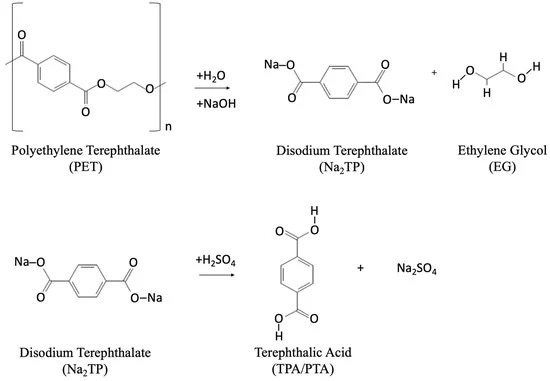 O
O
O
O
n
+H₂O
+NaOH
Na–O
O
O
O–Na
+
H
O
H
H
O
H
Polyethylene Terephthalate
(PET)
Disodium Terephthalate
(Na₂TP)
Ethylene Glycol
(EG)
Na–O
O
O
O–Na
+H₂SO₄
H
O
O
O
O
H
+
Na₂SO₄
Disodium Terephthalate
(Na₂TP)
Terephthalic Acid
(TPA/PTA)